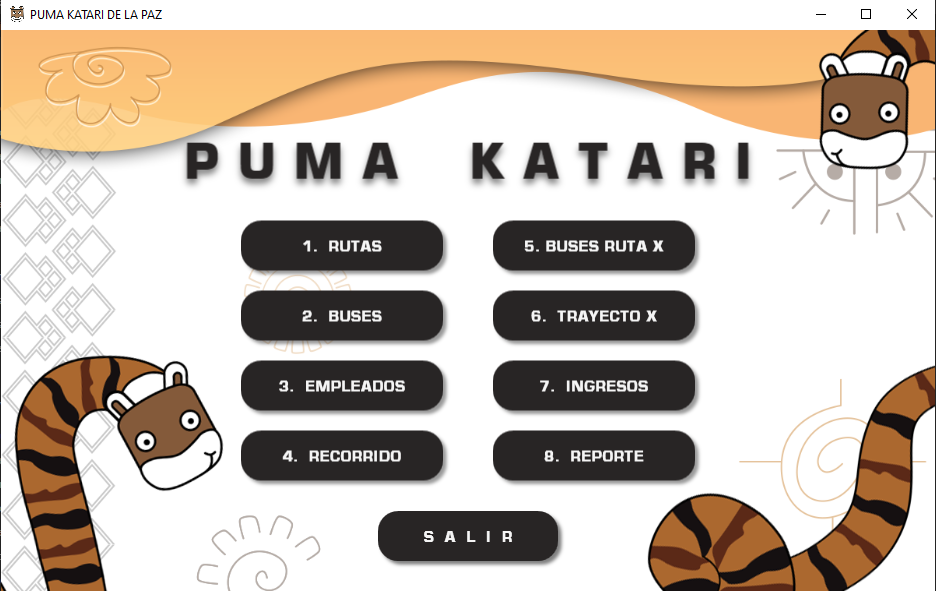 PUMA KATARI DE LA PAZ
PUMA KATARI
1. RUTAS
2. BUSES
3. EMPLEADOS
4. RECORRIDO
5. BUSES RUTA X
6. TRAYECTO X
7. INGRESOS
8. REPORTE
SALIR